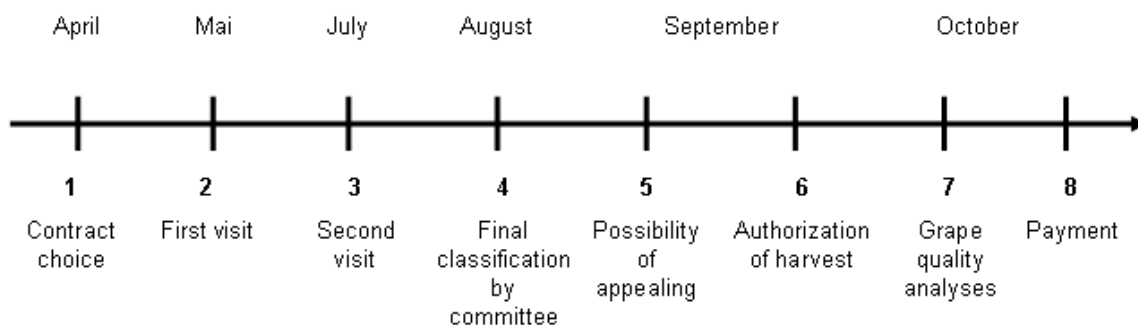 April Mai July August September October
1 2 3 4 5 6 7 8
Contract choice
First visit
Second visit
Final classification by committee
Possibility of appealing
Authorization of harvest
Grape quality analyses
Payment